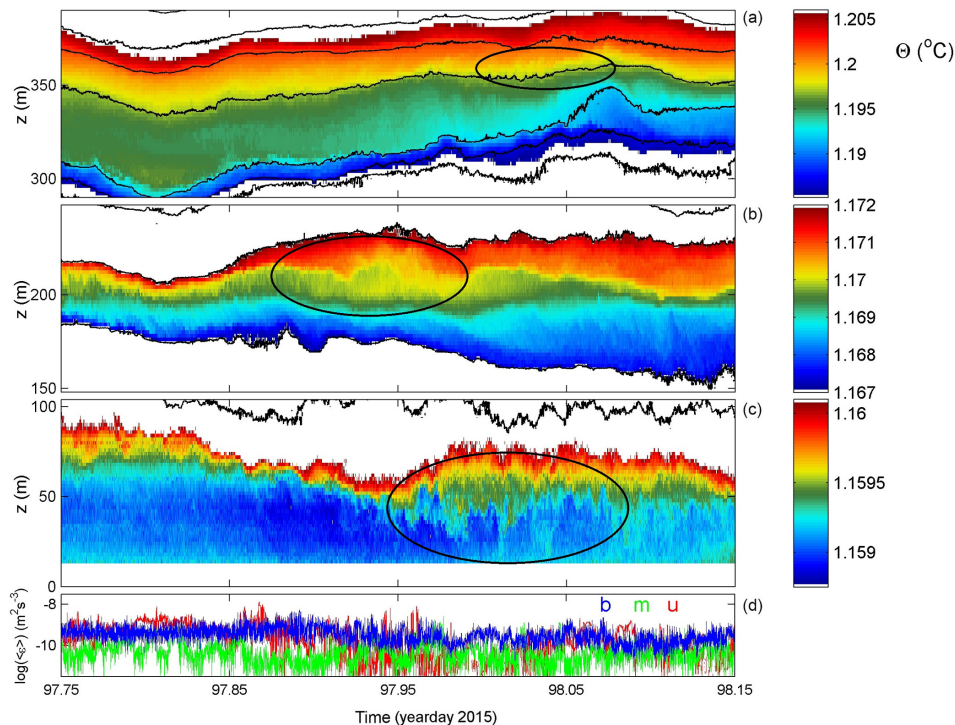 (a)
1.205
Θ (°C)
1.2
1.195
1.19
z (m)
350
300
(b)
1.172
1.171
1.17
1.169
1.168
1.167
z (m)
200
150
(c)
1.16
1.1595
1.159
z (m)
100
50
0
(d)
b m u
log(<ε>) (m²s⁻³)
-8
-10
97.75 97.85 97.95 98.05 98.15
Time (yearday 2015)